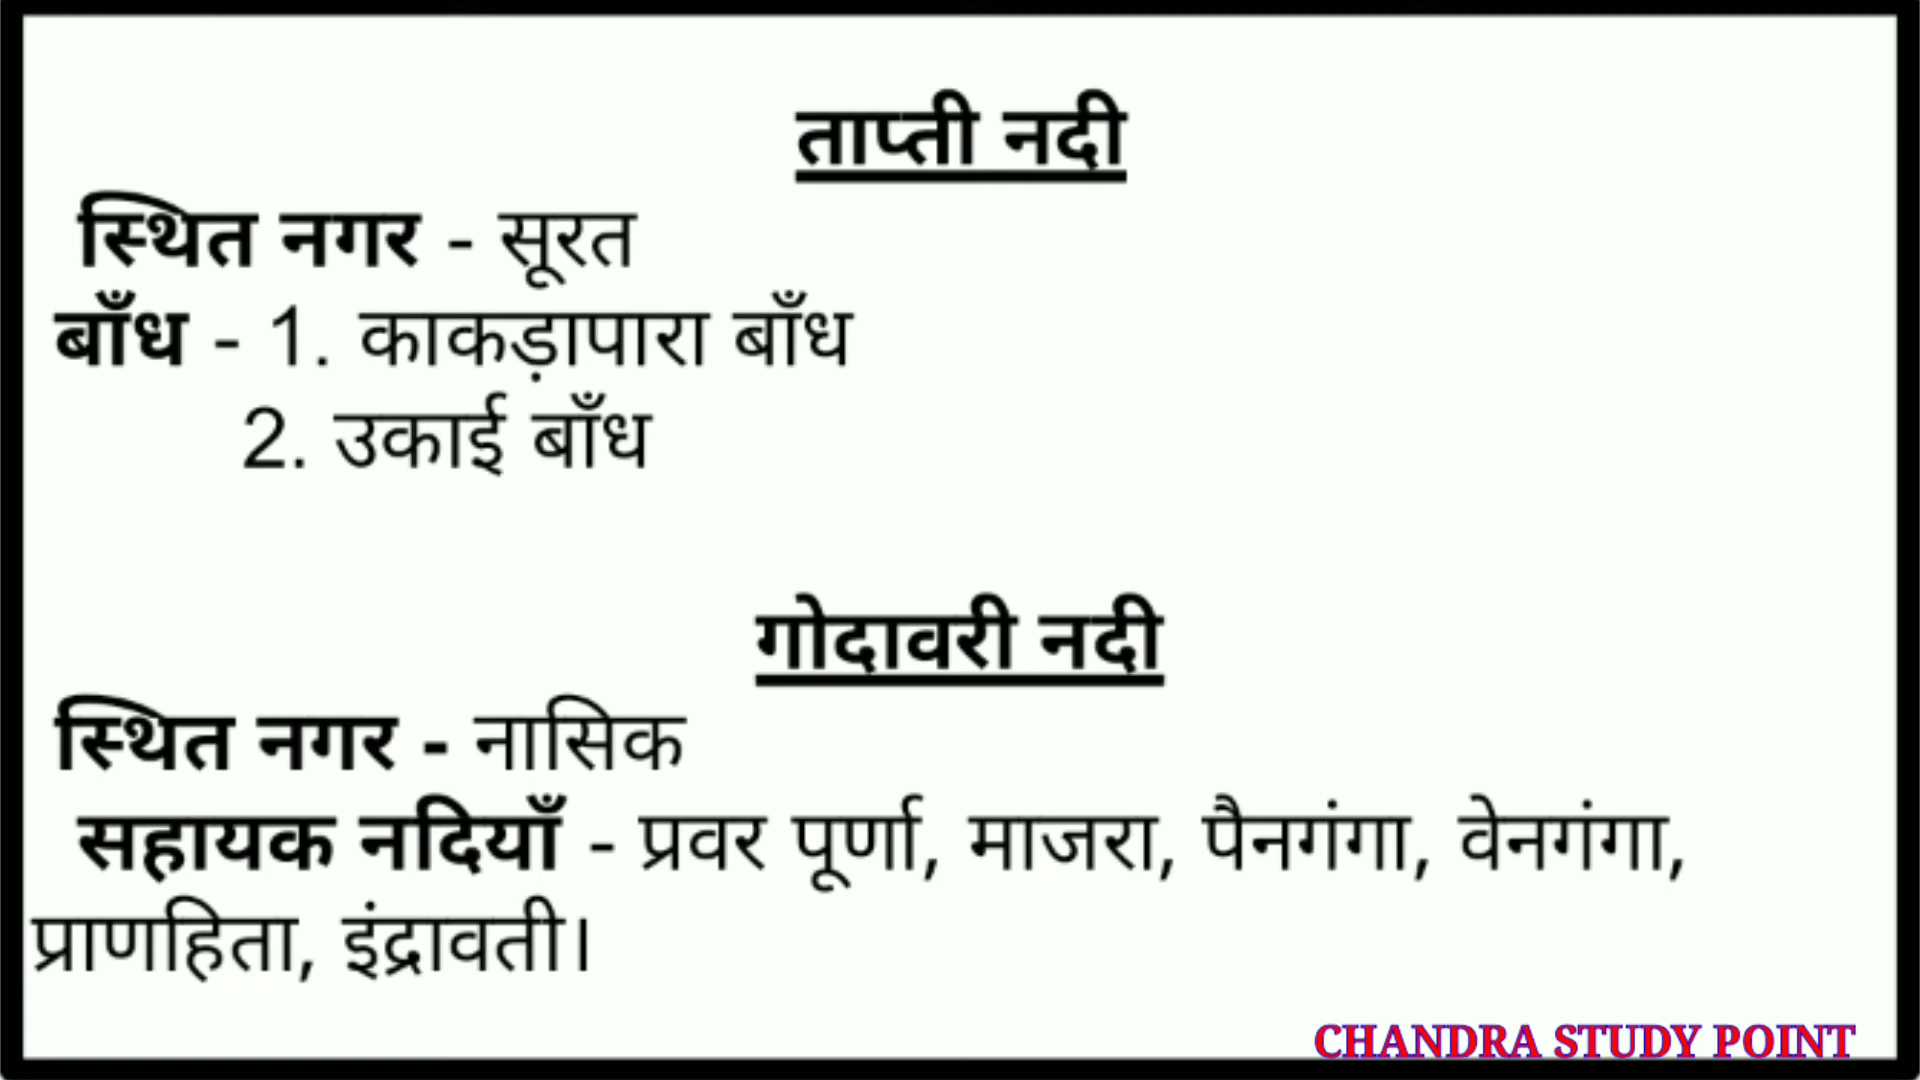 ताप्ती नदी
स्थित नगर - सूरत
बाँध - 1. काकड़ापारा बाँध
2. उकाई बाँध
गोदावरी नदी
स्थित नगर - नासिक
सहायक नदियाँ - प्रवर पूर्णा, माजरा, पैनगंगा, वेनगंगा,
प्राणहिता, इंद्रावती।
CHANDRA STUDY POINT